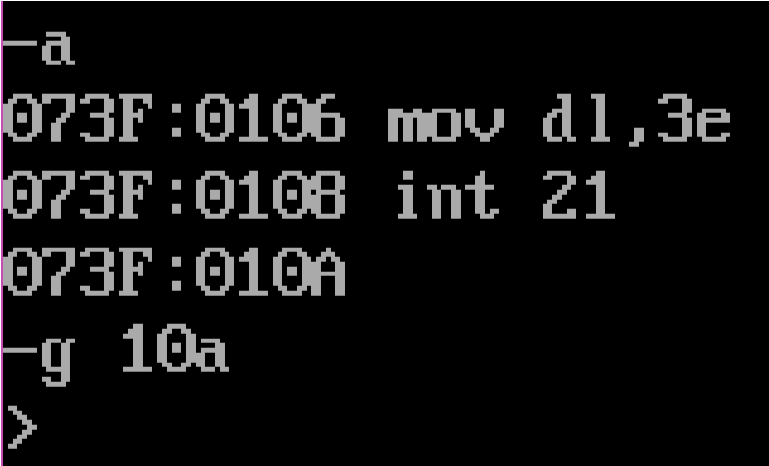 -a
073F:0106 mov dl,3e
073F:0108 int 21
073F:010A
-g 10a
>